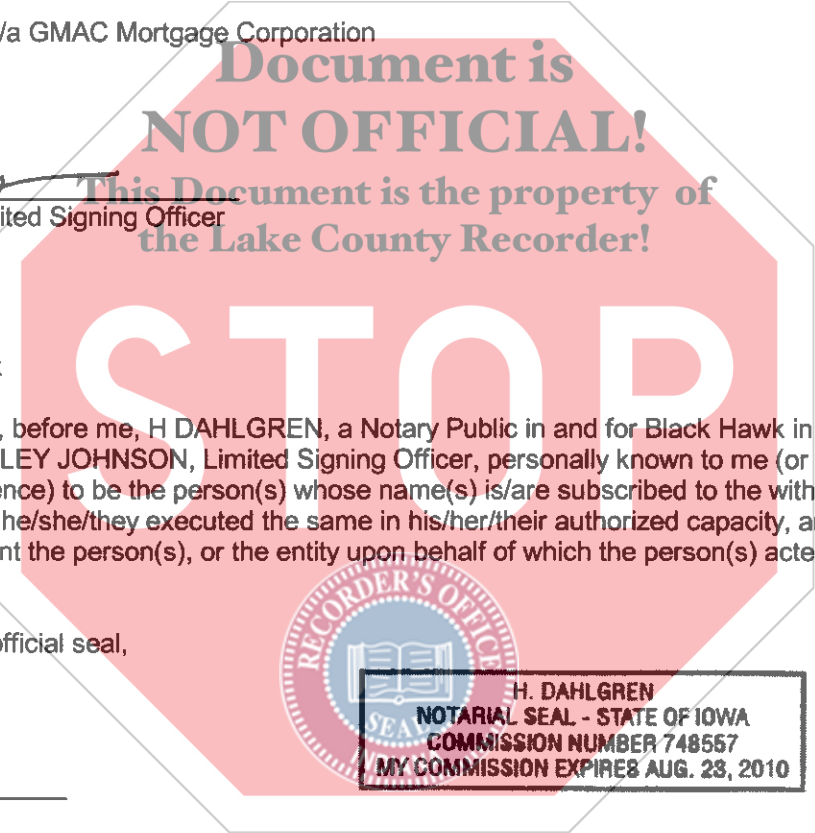 /a GMAC Mortgage Corporation
Document is
NOT OFFICIAL!
This Document is the property of
ited Signing Officer
the Lake County Recorder!
STOP
, before me, H DAHLGREN, a Notary Public in and for Black Hawk in
LEY JOHNSON, Limited Signing Officer, personally known to me (or
ence) to be the person(s) whose name(s) is/are subscribed to the with
he/she/they executed the same in his/her/their authorized capacity, a
nt the person(s), or the entity upon behalf of which the person(s) acte
RECORDER'S OFFICE
official seal,
SEAL
H. DAHLGREN
NOTARIAL SEAL - STATE OF IOWA
COMMISSION NUMBER 748557
MY COMMISSION EXPIRES AUG. 23, 2010